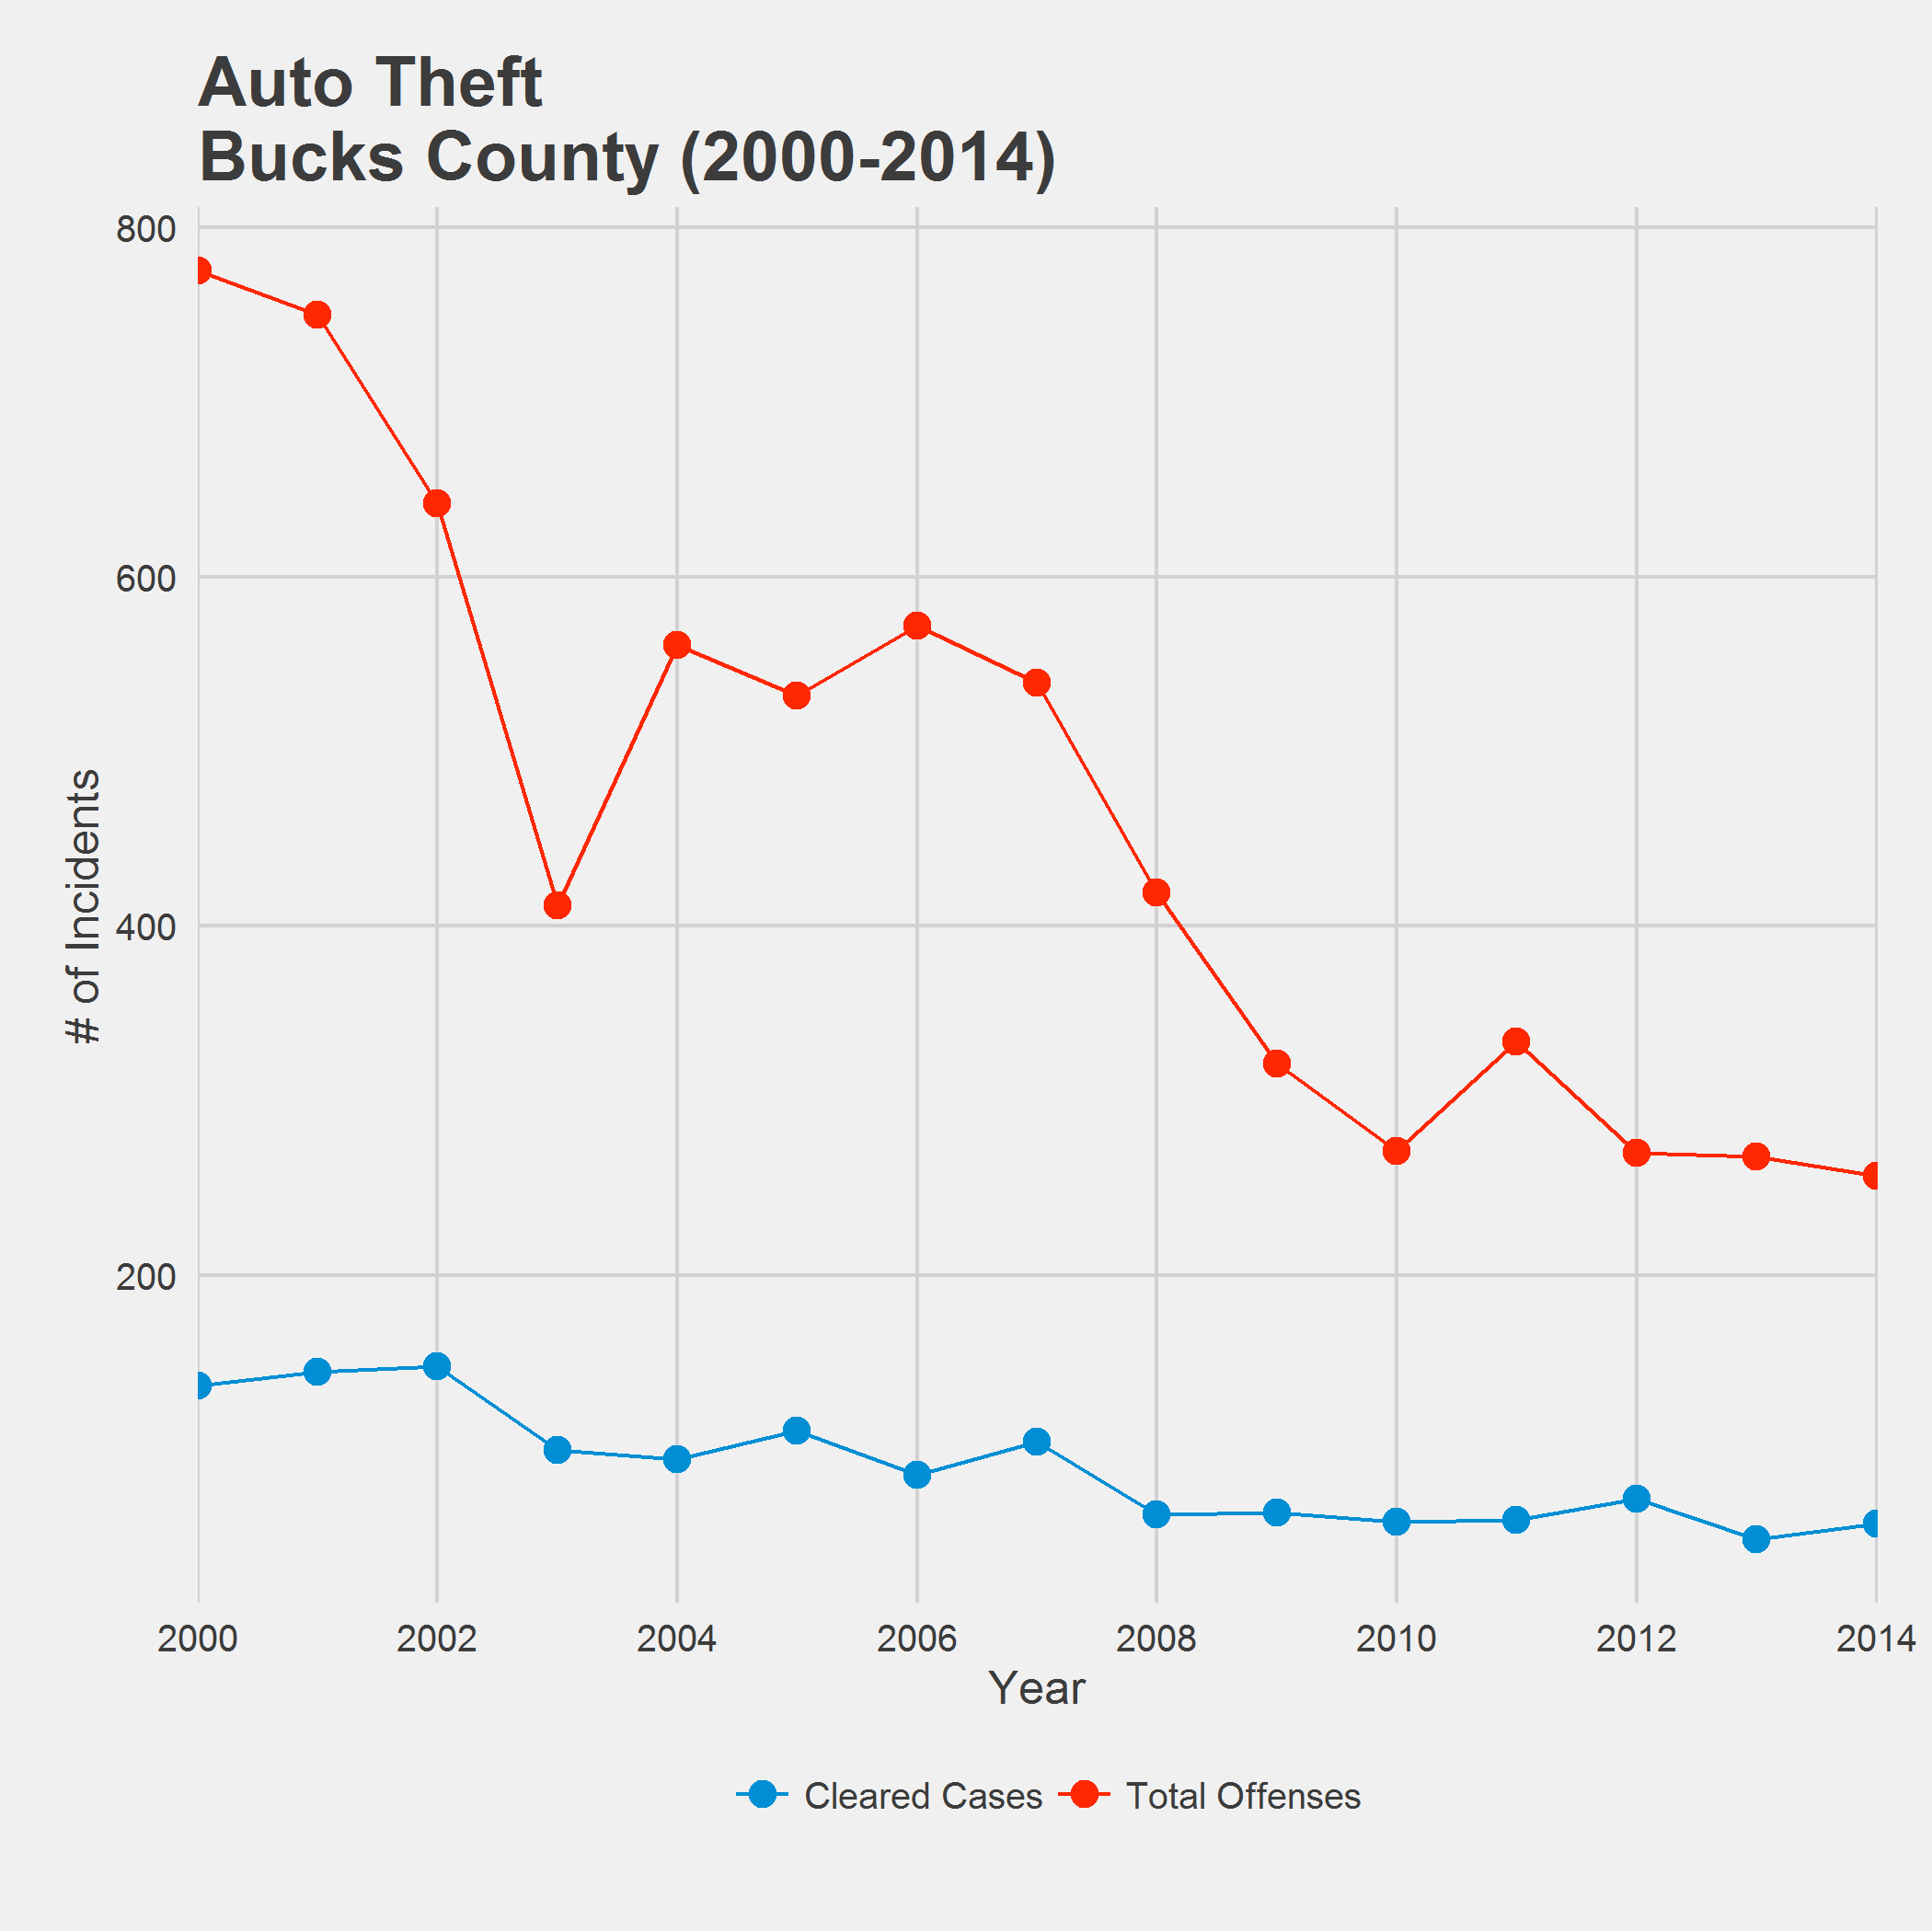 Auto Theft
Bucks County (2000-2014)
800
600
400
200
# of Incidents
2000 2002 2004 2006 2008 2010 2012 2014
Year
Cleared Cases Total Offenses